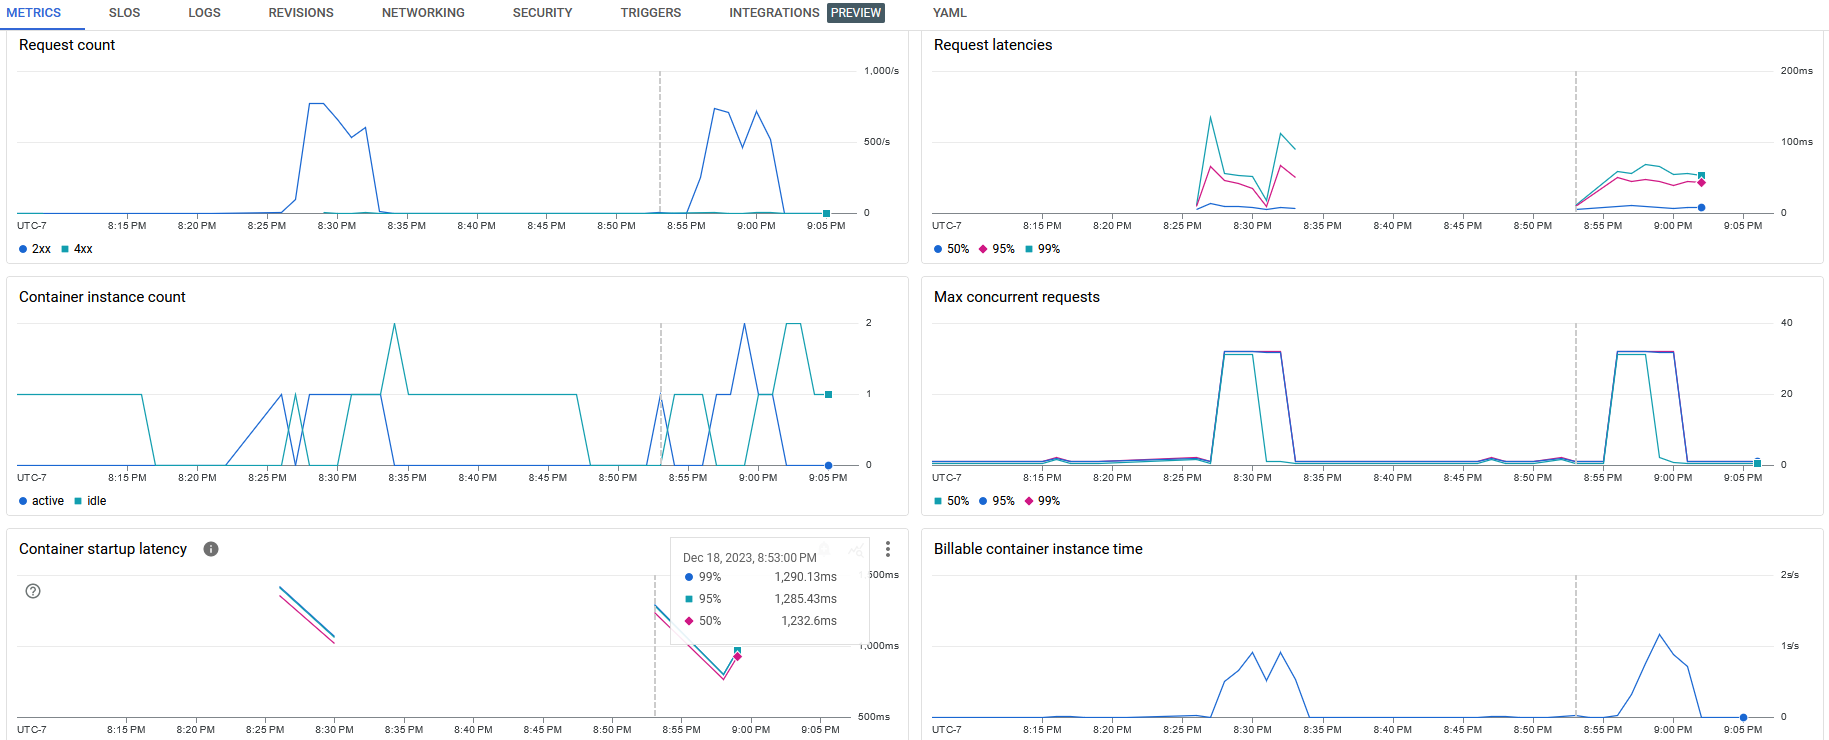 METRICS SLOS LOGS REVISIONS NETWORKING SECURITY TRIGGERS INTEGRATIONS PREVIEW YAML
Request count
1,000/s
500/s
0
UTC-7 8:15 PM 8:20 PM 8:25 PM 8:30 PM 8:35 PM 8:40 PM 8:45 PM 8:50 PM 8:55 PM 9:00 PM 9:05 PM
2xx 4xx
Request latencies
200ms
100ms
0
UTC-7 8:15 PM 8:20 PM 8:25 PM 8:30 PM 8:35 PM 8:40 PM 8:45 PM 8:50 PM 8:55 PM 9:00 PM 9:05 PM
50% 95% 99%
Container instance count
2
1
0
UTC-7 8:15 PM 8:20 PM 8:25 PM 8:30 PM 8:35 PM 8:40 PM 8:45 PM 8:50 PM 8:55 PM 9:00 PM 9:05 PM
active idle
Max concurrent requests
40
20
0
UTC-7 8:15 PM 8:20 PM 8:25 PM 8:30 PM 8:35 PM 8:40 PM 8:45 PM 8:50 PM 8:55 PM 9:00 PM 9:05 PM
50% 95% 99%
Container startup latency
Dec 18, 2023, 8:53:00 PM
99% 1,290.13ms
95% 1,285.43ms
50% 1,232.6ms
500ms
UTC-7 8:15 PM 8:20 PM 8:25 PM 8:30 PM 8:35 PM 8:40 PM 8:45 PM 8:50 PM 8:55 PM 9:00 PM 9:05 PM
Billable container instance time
2s/s
1s/s
0
UTC-7 8:15 PM 8:20 PM 8:25 PM 8:30 PM 8:35 PM 8:40 PM 8:45 PM 8:50 PM 8:55 PM 9:00 PM 9:05 PM